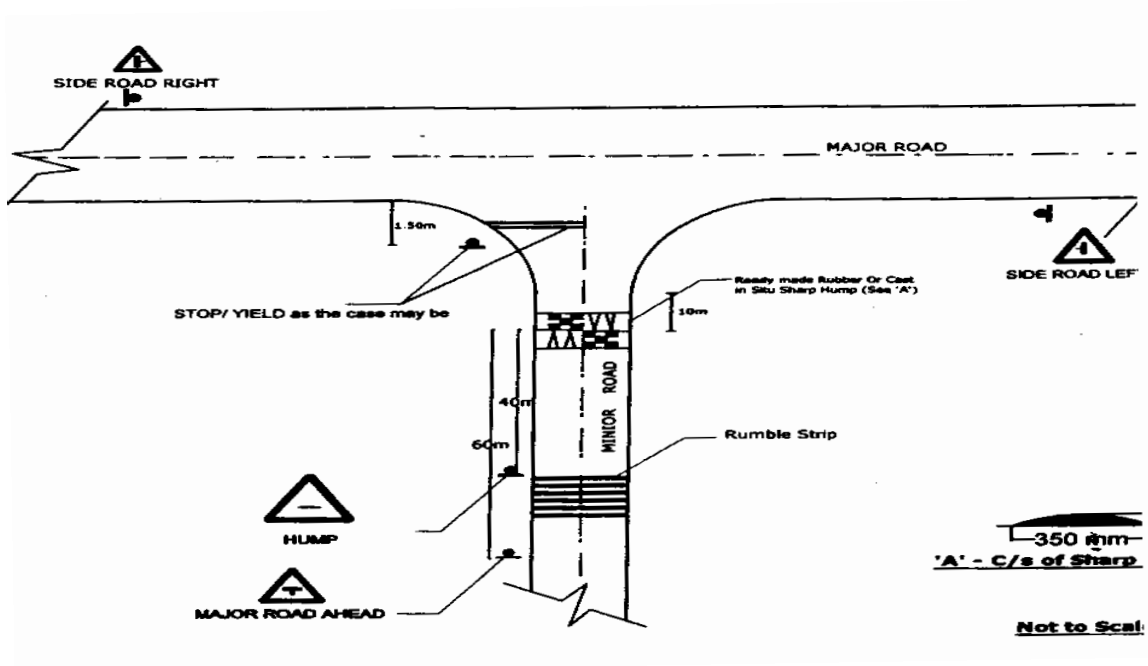 SIDE ROAD RIGHT
MAJOR ROAD
1.50m
SIDE ROAD LEF
Ready made Rubber Or Cast
in Situ Sharp Hump (See 'A')
10m
STOP/ YIELD as the case may be
40m
60m
MINIOR ROAD
Rumble Strip
HUMP
350 mm
'A' - C/s of Sharp
MAJOR ROAD AHEAD
Not to Scal